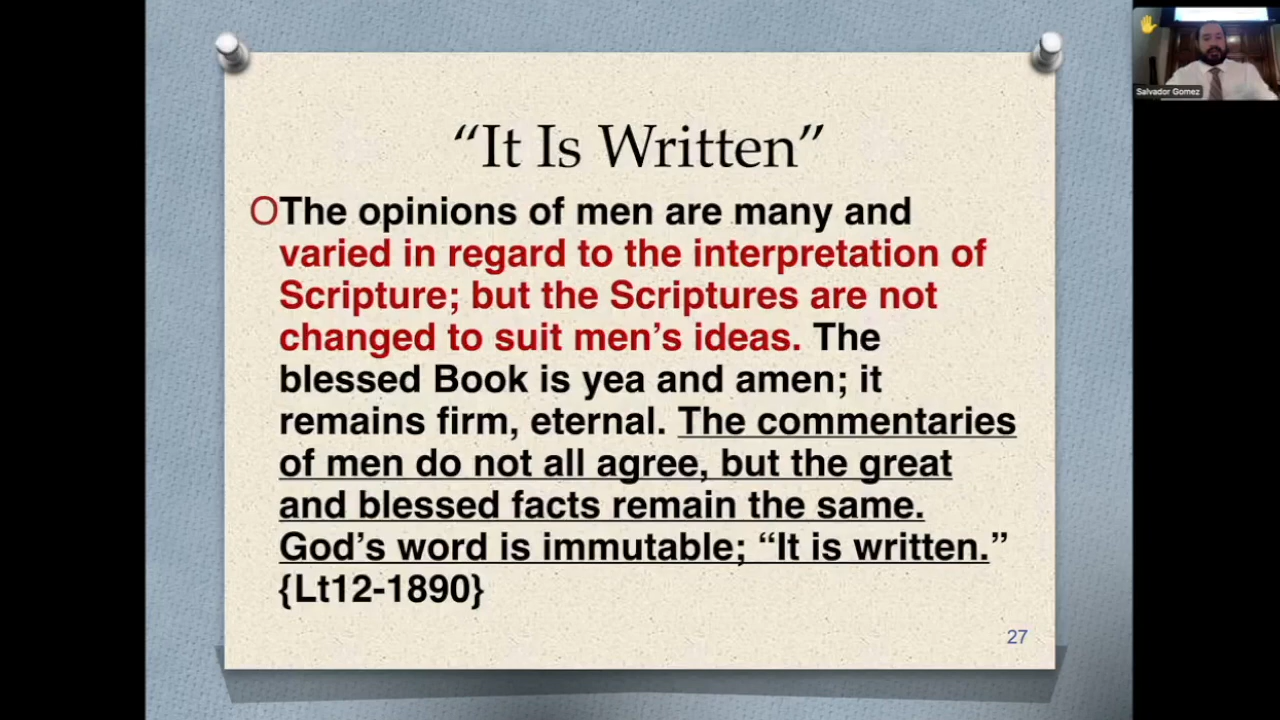 “It Is Written”
OThe opinions of men are many and
varied in regard to the interpretation of
Scripture; but the Scriptures are not
changed to suit men’s ideas. The
blessed Book is yea and amen; it
remains firm, eternal. The commentaries
of men do not all agree, but the great
and blessed facts remain the same.
God’s word is immutable; “It is written.”
{Lt12-1890}
27
Salvador Gomez